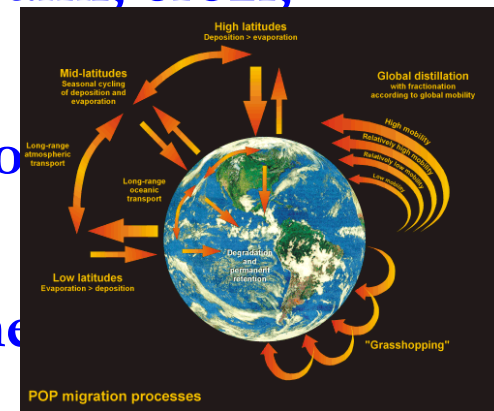 High latitudes
Deposition > evaporation
Mid-latitudes
Seasonal cycling
of deposition and
evaporation
Global distillation
with fractionation
according to global mobility
High mobility
Relatively high mobility
Relatively low mobility
Low mobility
Long-range
atmospheric
transport
Long-range
oceanic
transport
Degradation
and
permanent
retention
Low latitudes
Evaporation > deposition
"Grasshopping"
POP migration processes